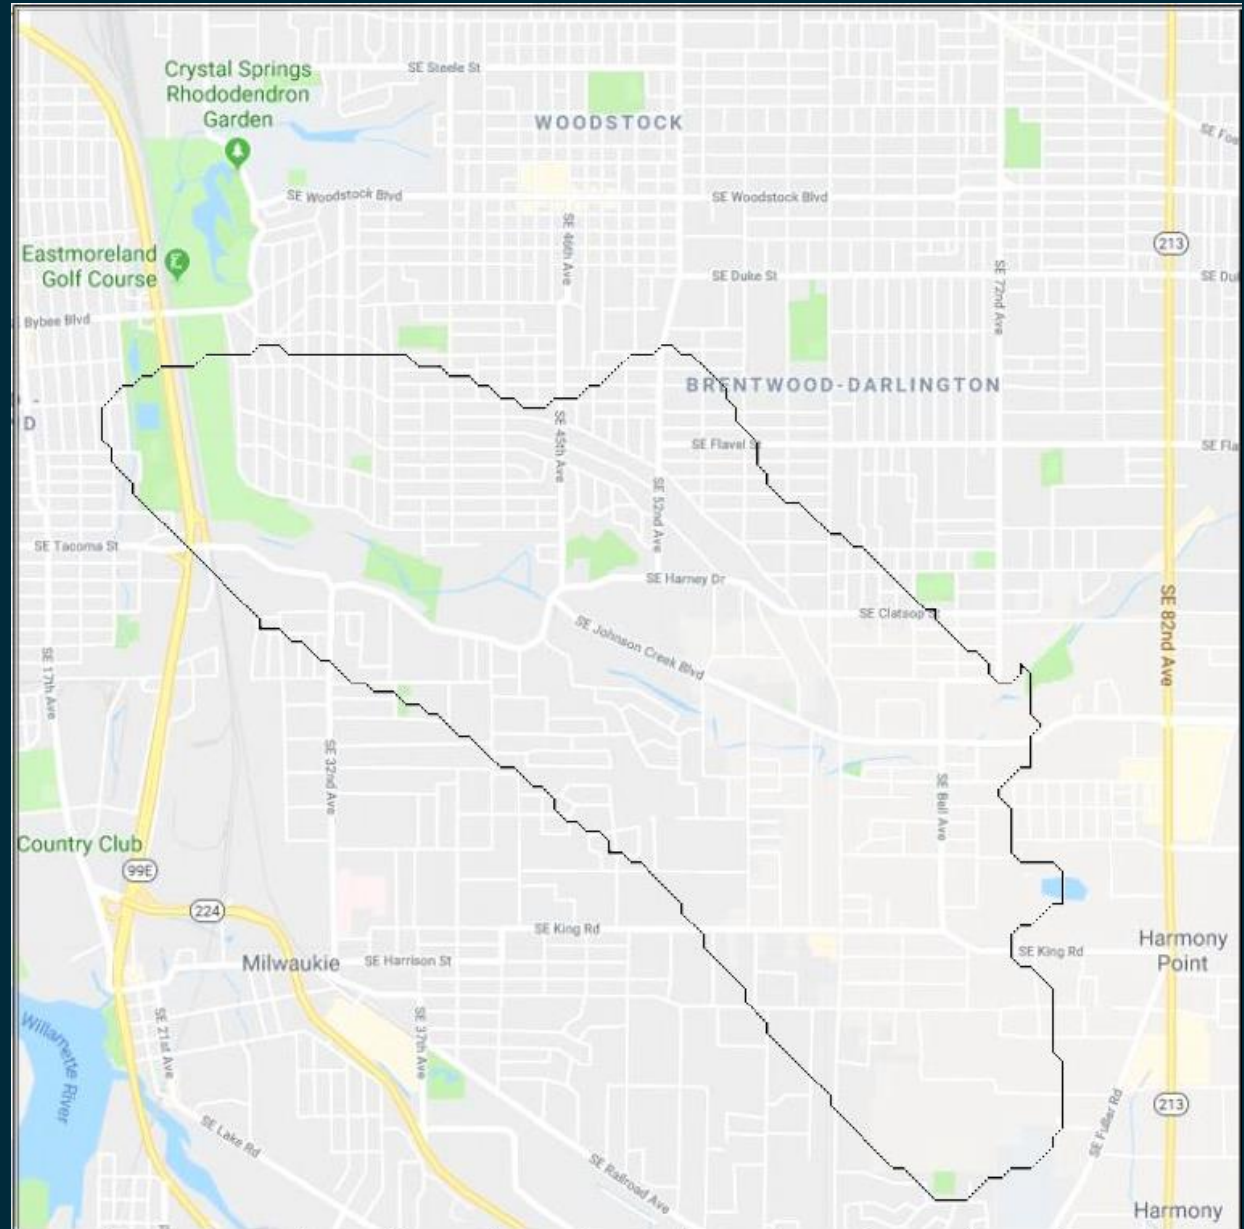 Crystal Springs
Rhododendron
Garden
SE Steele St
WOODSTOCK
SE Woodstock Blvd
SE Woodstock Blvd
SE 46th Ave
213
Eastmoreland
Golf Course
SE Duke St
SE 72nd Ave
Bybee Blvd
BRENTWOOD-DARLINGTON
D
SE 45th Ave
SE Flavel St
SE 52nd Ave
SE Tacoma St
SE Harney Dr
SE Clatsop St
SE 82nd Ave
SE Johnson Creek Blvd
SE 17th Ave
SE 32nd Ave
SE Bell Ave
Country Club
99E
224
SE King Rd
Milwaukie
SE Harrison St
SE King Rd
Harmony
Point
Willamette
River
SE 21st Ave
SE 37th Ave
SE Lake Rd
SE Railroad Ave
SE Fuller Rd
213
Harmony